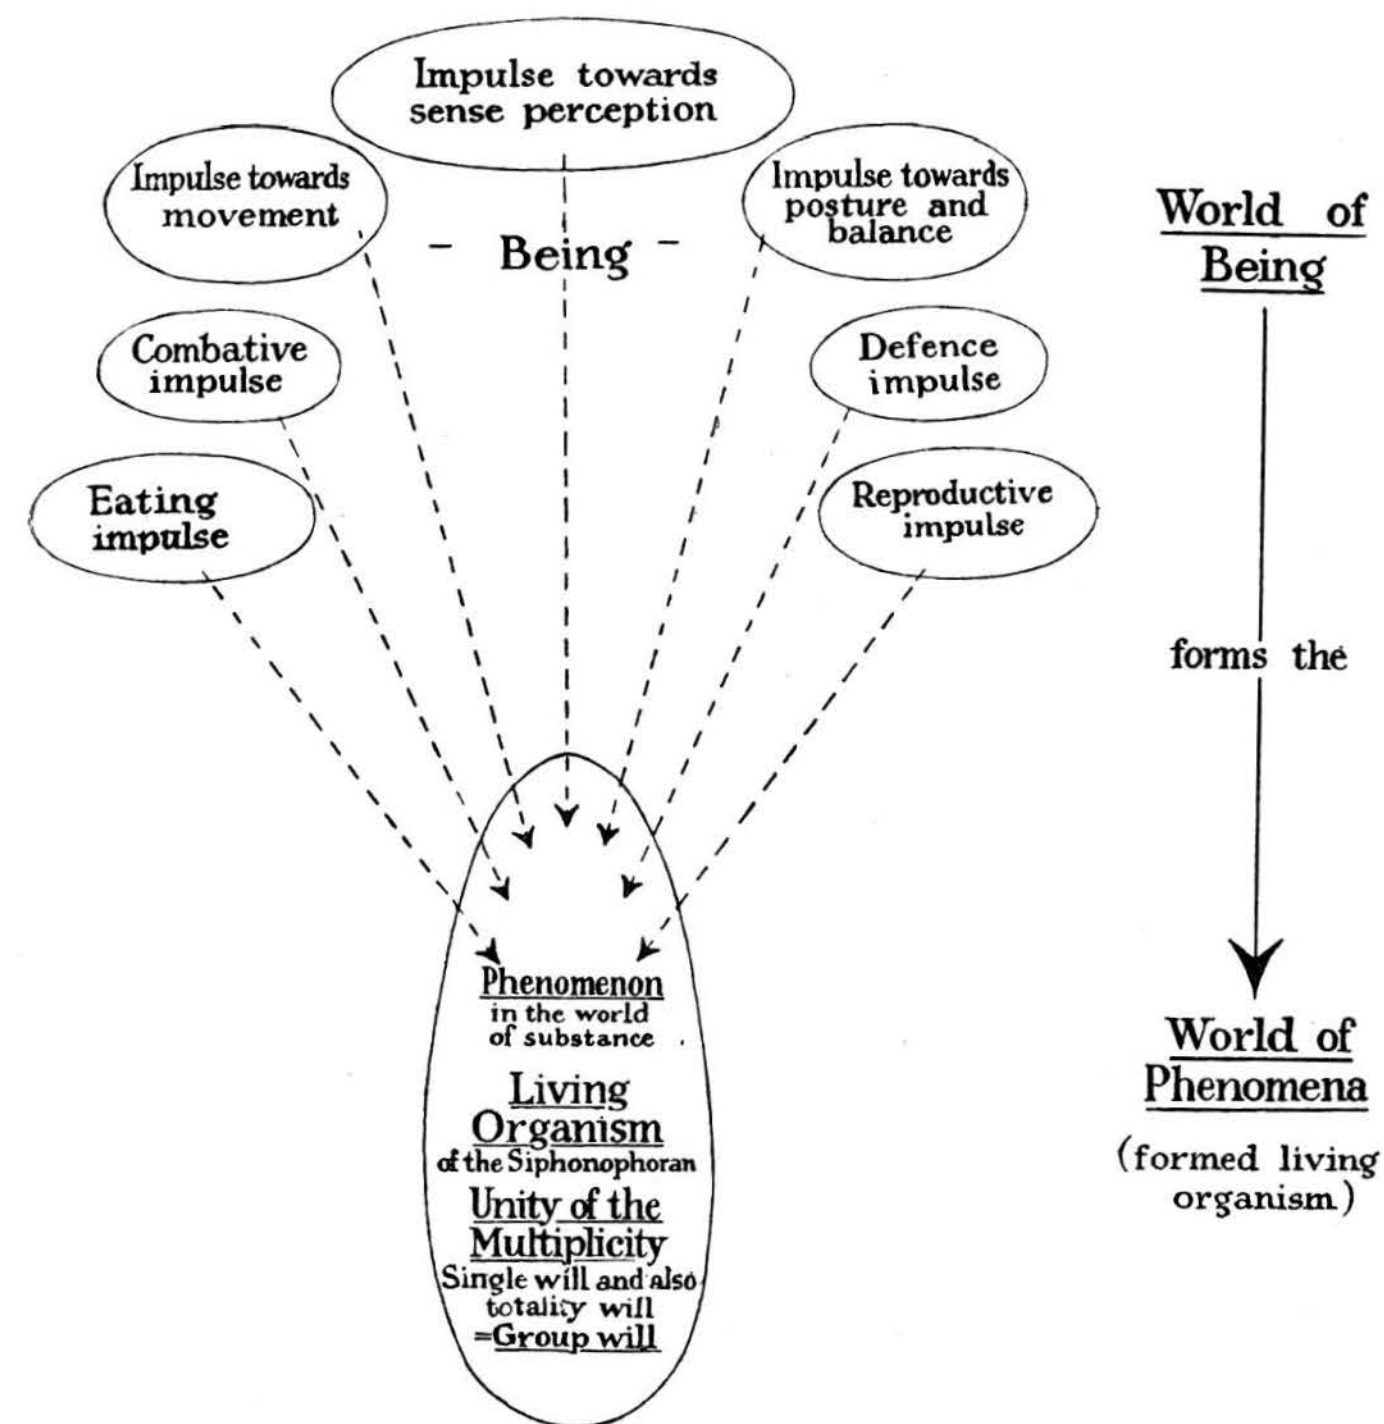 Impulse towards
sense perception
Impulse towards
movement
Impulse towards
posture and
balance
- Being -
Combative
impulse
Defence
impulse
Eating
impulse
Reproductive
impulse
World of
Being
forms the
World of
Phenomena
(formed living
organism)
Phenomenon
in the world
of substance
Living
Organism
of the Siphonophoran
Unity of the
Multiplicity
Single will and also
totality will
=Group will